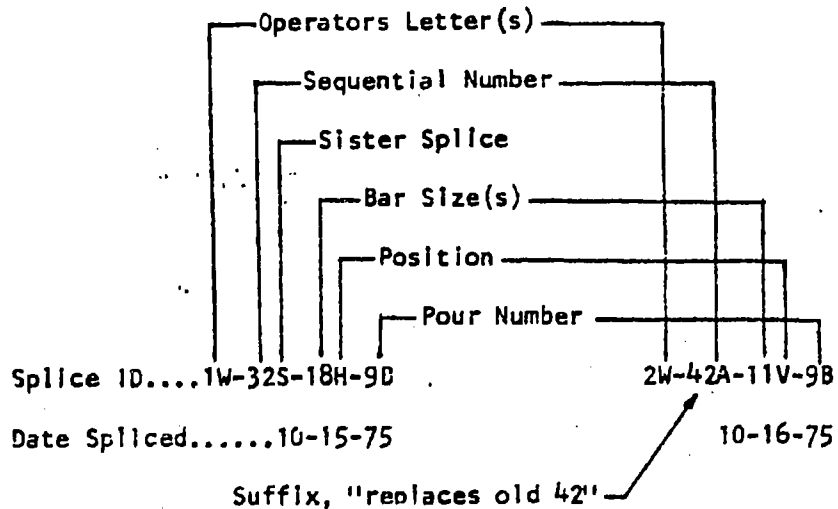 Operators Letter(s)
Sequential Number
Sister Splice
Bar Size(s)
Position
Pour Number
Splice ID....1W-32S-18H-9B 2W-42A-11V-9B
Date Spliced......10-15-75 10-16-75
Suffix, "replaces old 42"